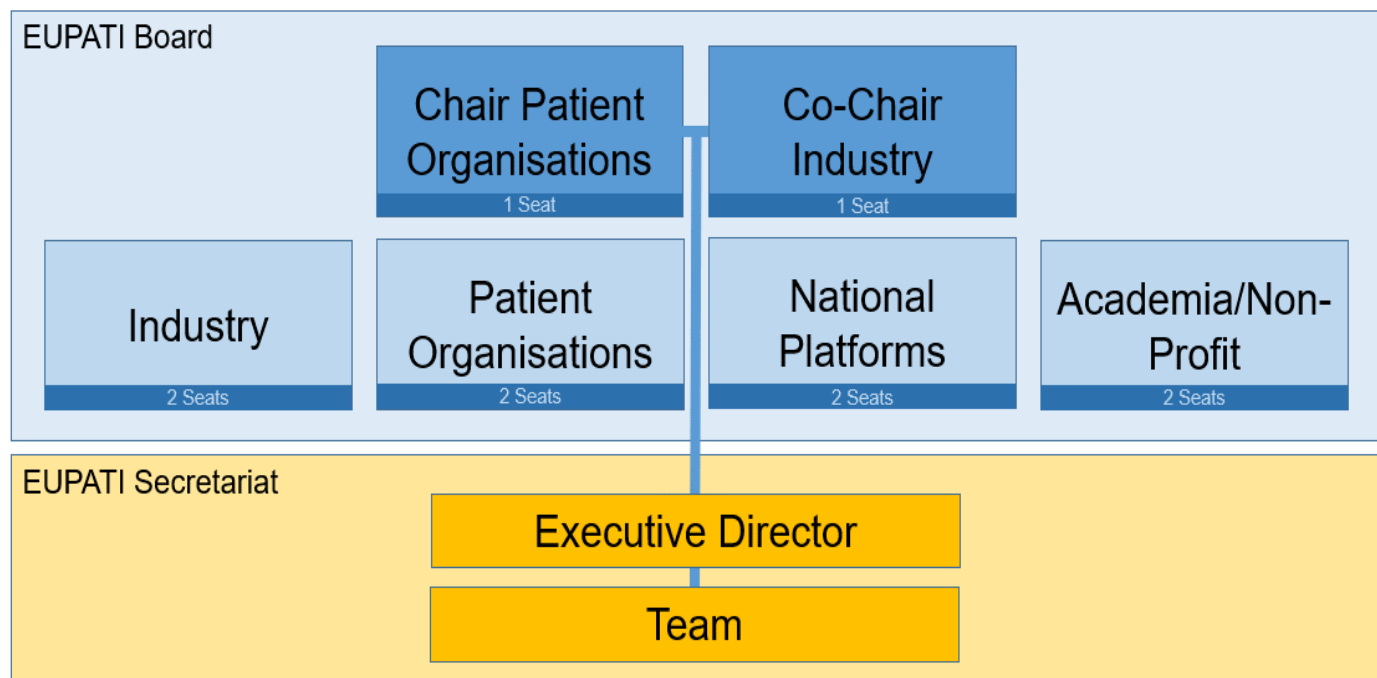 EUPATI Board
Chair Patient
Organisations
1 Seat
Co-Chair
Industry
1 Seat
Industry
2 Seats
Patient
Organisations
2 Seats
National
Platforms
2 Seats
Academia/Non-
Profit
2 Seats
EUPATI Secretariat
Executive Director
Team